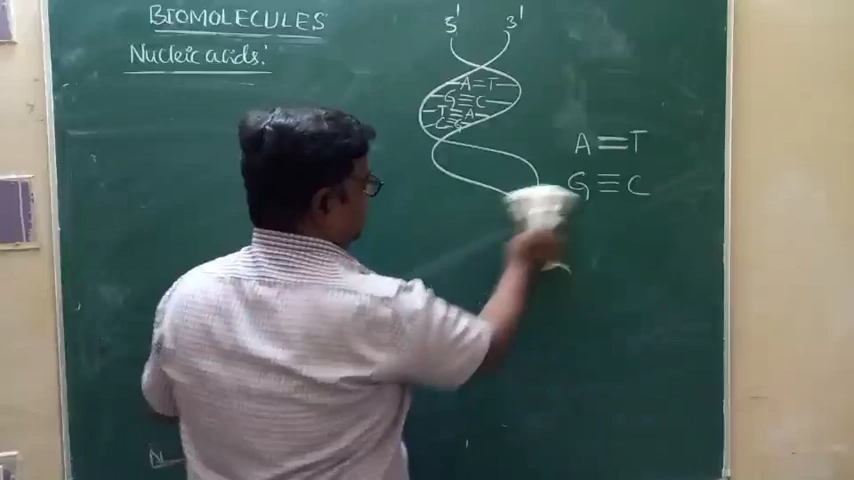 BIOMOLECULES
Nucleic acids:
5' 3'
A=T
G≡C
T=A
C≡G
A=T
G≡C
N